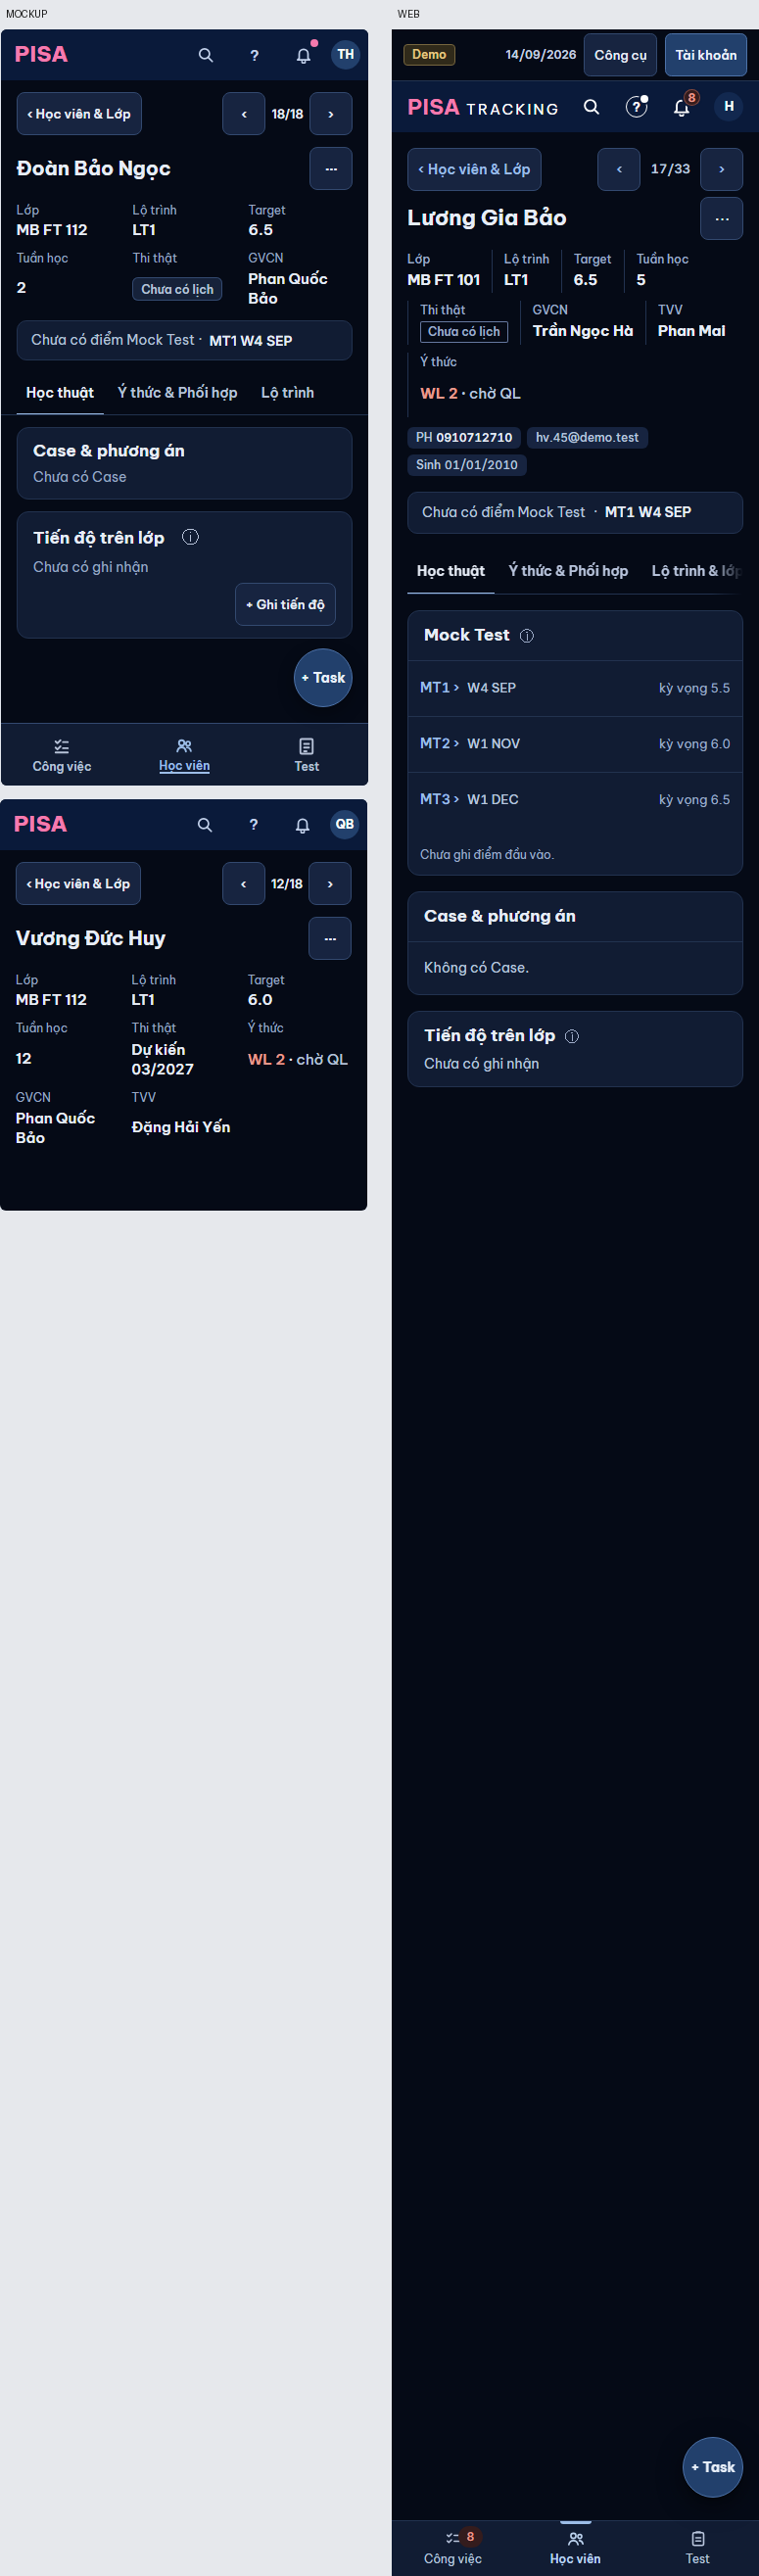 MOCKUP
PISA
?
TH
‹ Học viên & Lớp
‹
18/18
›
Đoàn Bảo Ngọc
···
Lớp
Lộ trình
Target
MB FT 112
LT1
6.5
Tuần học
Thi thật
GVCN
2
Chưa có lịch
Phan Quốc
Bảo
Chưa có điểm Mock Test · MT1 W4 SEP
Học thuật
Ý thức & Phối hợp
Lộ trình
Case & phương án
Chưa có Case
Tiến độ trên lớp ⓘ
Chưa có ghi nhận
+ Ghi tiến độ
+ Task
Công việc
Học viên
Test
PISA
?
QB
‹ Học viên & Lớp
‹
12/18
›
Vương Đức Huy
···
Lớp
Lộ trình
Target
MB FT 112
LT1
6.0
Tuần học
Thi thật
Ý thức
12
Dự kiến
03/2027
WL 2 · chờ QL
GVCN
TVV
Phan Quốc
Bảo
Đặng Hải Yến
WEB
Demo
14/09/2026
Công cụ
Tài khoản
PISA TRACKING
?
8
H
‹ Học viên & Lớp
‹
17/33
›
Lương Gia Bảo
···
Lớp
Lộ trình
Target
Tuần học
MB FT 101
LT1
6.5
5
Thi thật
GVCN
TVV
Chưa có lịch
Trần Ngọc Hà
Phan Mai
Ý thức
WL 2 · chờ QL
PH 0910712710
hv.45@demo.test
Sinh 01/01/2010
Chưa có điểm Mock Test · MT1 W4 SEP
Học thuật
Ý thức & Phối hợp
Lộ trình & lớp
Mock Test ⓘ
MT1 › W4 SEP
kỳ vọng 5.5
MT2 › W1 NOV
kỳ vọng 6.0
MT3 › W1 DEC
kỳ vọng 6.5
Chưa ghi điểm đầu vào.
Case & phương án
Không có Case.
Tiến độ trên lớp ⓘ
Chưa có ghi nhận
+ Task
8
Công việc
Học viên
Test